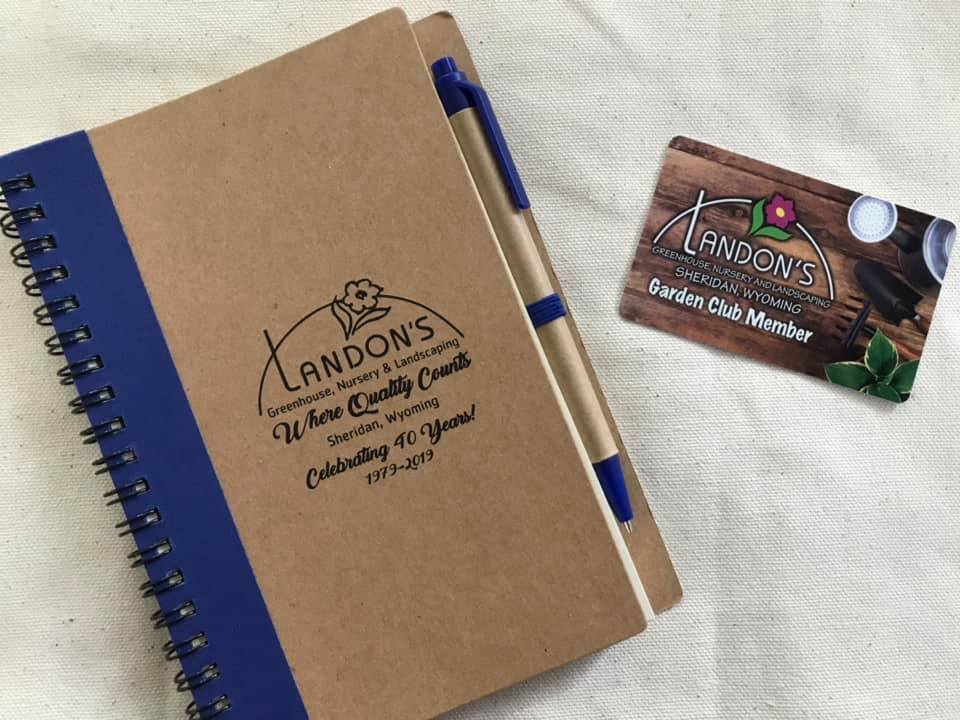 LANDON'S
Greenhouse, Nursery & Landscaping
Where Quality Counts
Sheridan, Wyoming
Celebrating 40 Years!
1979-2019
LANDON'S
GREENHOUSE, NURSERY AND LANDSCAPING
SHERIDAN, WYOMING
Garden Club Member